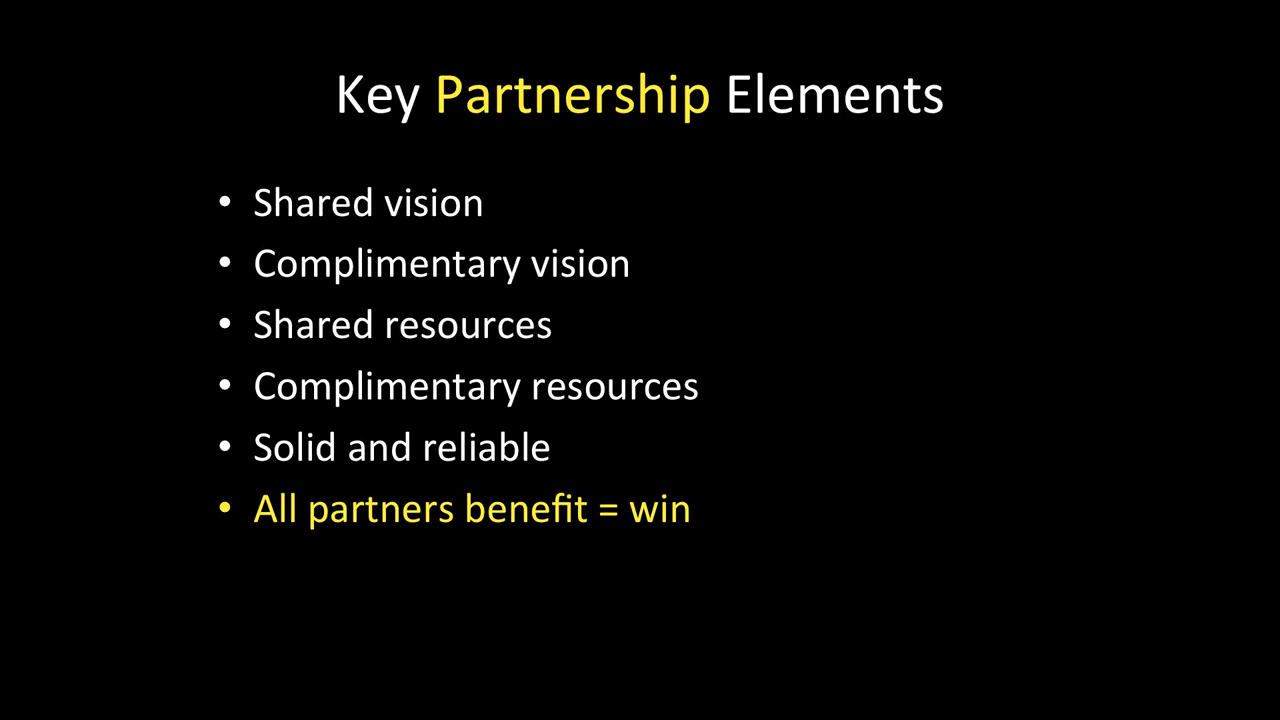 Key Partnership Elements
• Shared vision
• Complimentary vision
• Shared resources
• Complimentary resources
• Solid and reliable
• All partners benefit = win